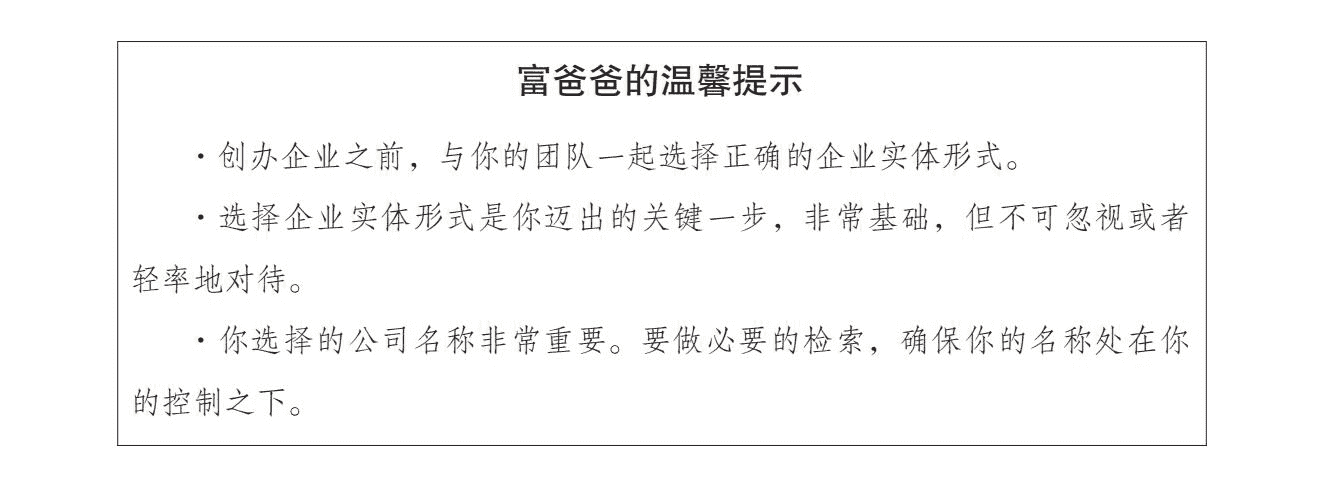 富爸爸的温馨提示
·创办企业之前，与你的团队一起选择正确的企业实体形式。
·选择企业实体形式是你迈出的关键一步，非常基础，但不可忽视或者
轻率地对待。
·你选择的公司名称非常重要。要做必要的检索，确保你的名称处在你
的控制之下。